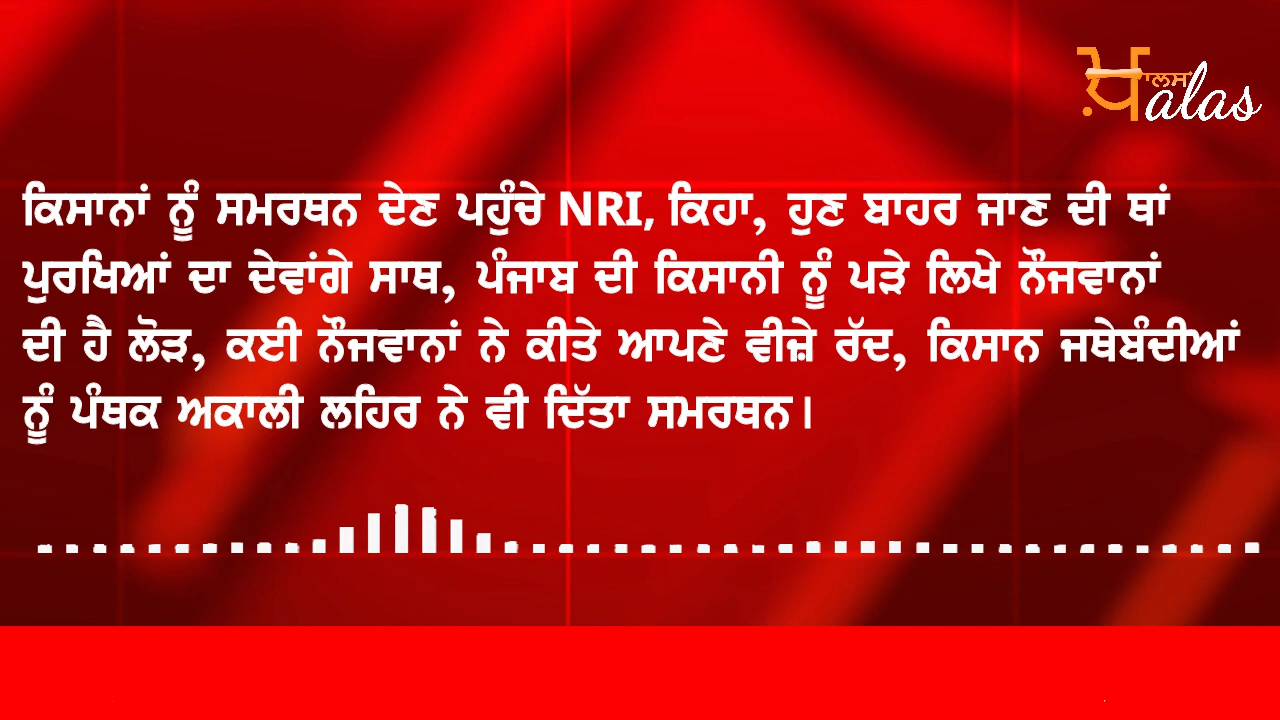 ਖ਼ਾਲਸ alas
ਕਿਸਾਨਾਂ ਨੂੰ ਸਮਰਥਨ ਦੇਣ ਪਹੁੰਚੇ NRI, ਕਿਹਾ, ਹੁਣ ਬਾਹਰ ਜਾਣ ਦੀ ਥਾਂ
ਪੁਰਖਿਆਂ ਦਾ ਦੇਵਾਂਗੇ ਸਾਥ, ਪੰਜਾਬ ਦੀ ਕਿਸਾਨੀ ਨੂੰ ਪੜੇ ਲਿਖੇ ਨੌਜਵਾਨਾਂ
ਦੀ ਹੈ ਲੋੜ, ਕਈ ਨੌਜਵਾਨਾਂ ਨੇ ਕੀਤੇ ਆਪਣੇ ਵੀਜ਼ੇ ਰੱਦ, ਕਿਸਾਨ ਜਥੇਬੰਦੀਆਂ
ਨੂੰ ਪੰਥਕ ਅਕਾਲੀ ਲਹਿਰ ਨੇ ਵੀ ਦਿੱਤਾ ਸਮਰਥਨ।